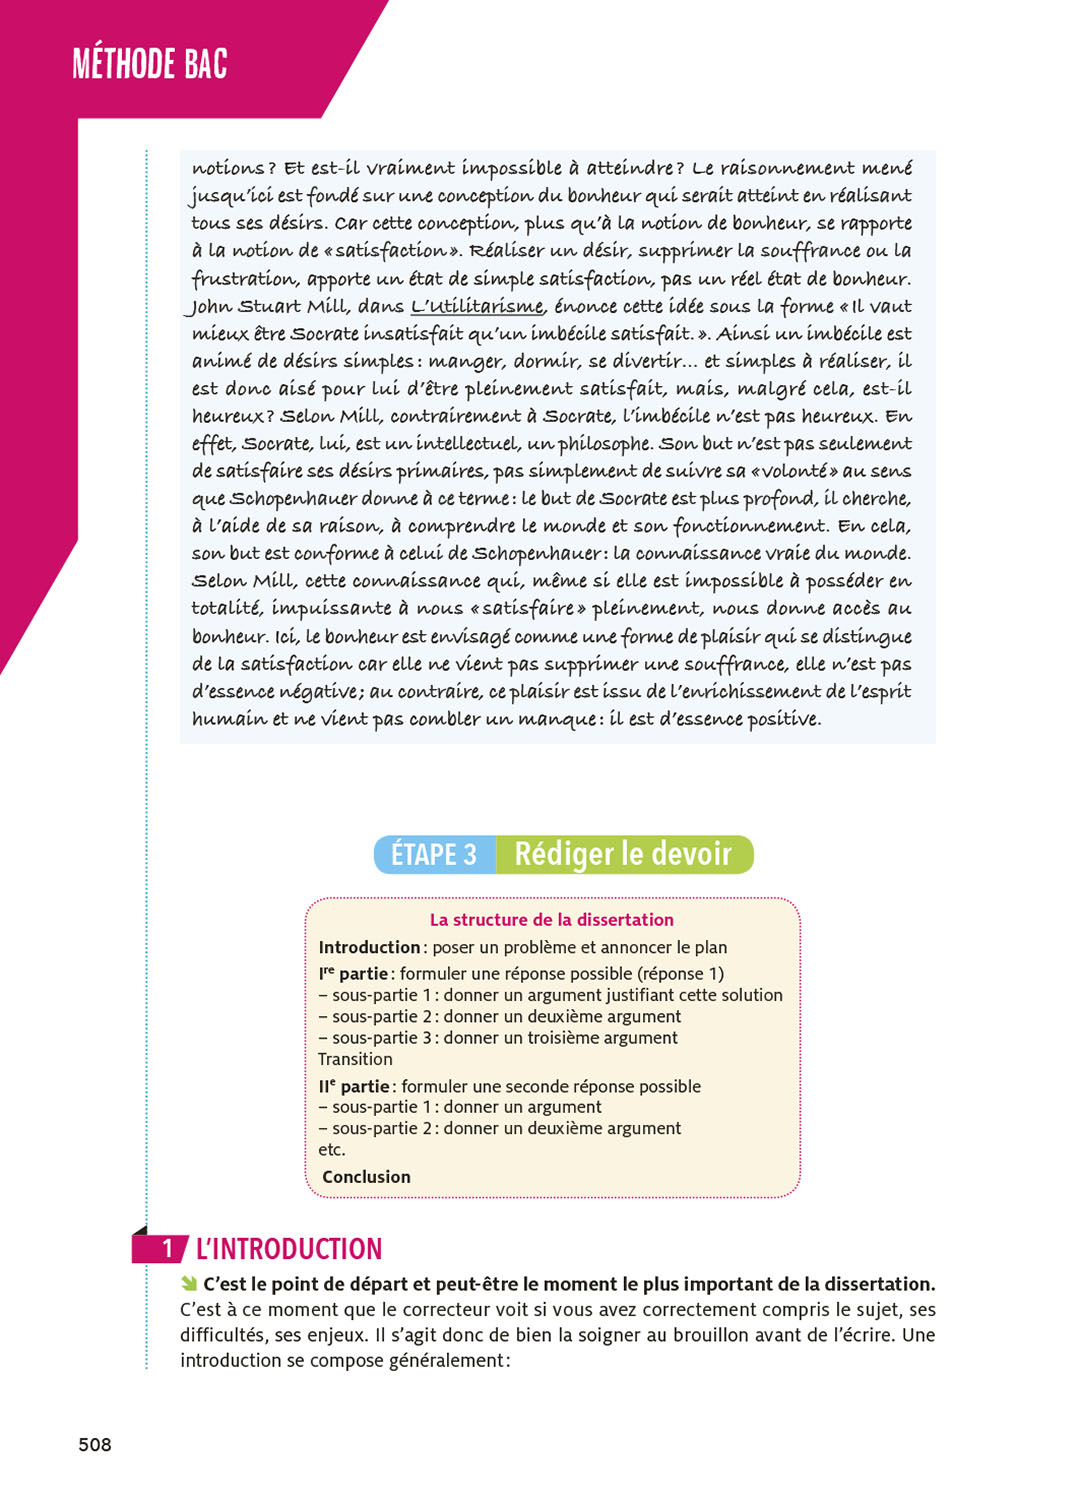 MÉTHODE BAC
notions ? Et est-il vraiment impossible à atteindre ? Le raisonnement mené
jusqu'ici est fondé sur une conception du bonheur qui serait atteint en réalisant
tous ses désirs. Car cette conception, plus qu'à la notion de bonheur, se rapporte
à la notion de « satisfaction ». Réaliser un désir, supprimer la souffrance ou la
frustration, apporte un état de simple satisfaction, pas un réel état de bonheur.
John Stuart Mill, dans L'Utilitarisme, énonce cette idée sous la forme « Il vaut
mieux être Socrate insatisfait qu'un imbécile satisfait. ». Ainsi un imbécile est
animé de désirs simples : manger, dormir, se divertir... et simples à réaliser, il
est donc aisé pour lui d'être pleinement satisfait, mais, malgré cela, est-il
heureux ? Selon Mill, contrairement à Socrate, l'imbécile n'est pas heureux. En
effet, Socrate, lui, est un intellectuel, un philosophe. Son but n'est pas seulement
de satisfaire ses désirs primaires, pas simplement de suivre sa « volonté » au sens
que Schopenhauer donne à ce terme : le but de Socrate est plus profond, il cherche,
à l'aide de sa raison, à comprendre le monde et son fonctionnement. En cela,
son but est conforme à celui de Schopenhauer : la connaissance vraie du monde.
Selon Mill, cette connaissance qui, même si elle est impossible à posséder en
totalité, impuissante à nous « satisfaire » pleinement, nous donne accès au
bonheur. Ici, le bonheur est envisagé comme une forme de plaisir qui se distingue
de la satisfaction car elle ne vient pas supprimer une souffrance, elle n'est pas
d'essence négative ; au contraire, ce plaisir est issu de l'enrichissement de l'esprit
humain et ne vient pas combler un manque : il est d'essence positive.
ÉTAPE 3 Rédiger le devoir
La structure de la dissertation
Introduction : poser un problème et annoncer le plan
Ire partie : formuler une réponse possible (réponse 1)
– sous-partie 1 : donner un argument justifiant cette solution
– sous-partie 2 : donner un deuxième argument
– sous-partie 3 : donner un troisième argument
Transition
IIe partie : formuler une seconde réponse possible
– sous-partie 1 : donner un argument
– sous-partie 2 : donner un deuxième argument
etc.
Conclusion
1 L'INTRODUCTION
C'est le point de départ et peut-être le moment le plus important de la dissertation.
C'est à ce moment que le correcteur voit si vous avez correctement compris le sujet, ses
difficultés, ses enjeux. Il s'agit donc de bien la soigner au brouillon avant de l'écrire. Une
introduction se compose généralement :
508